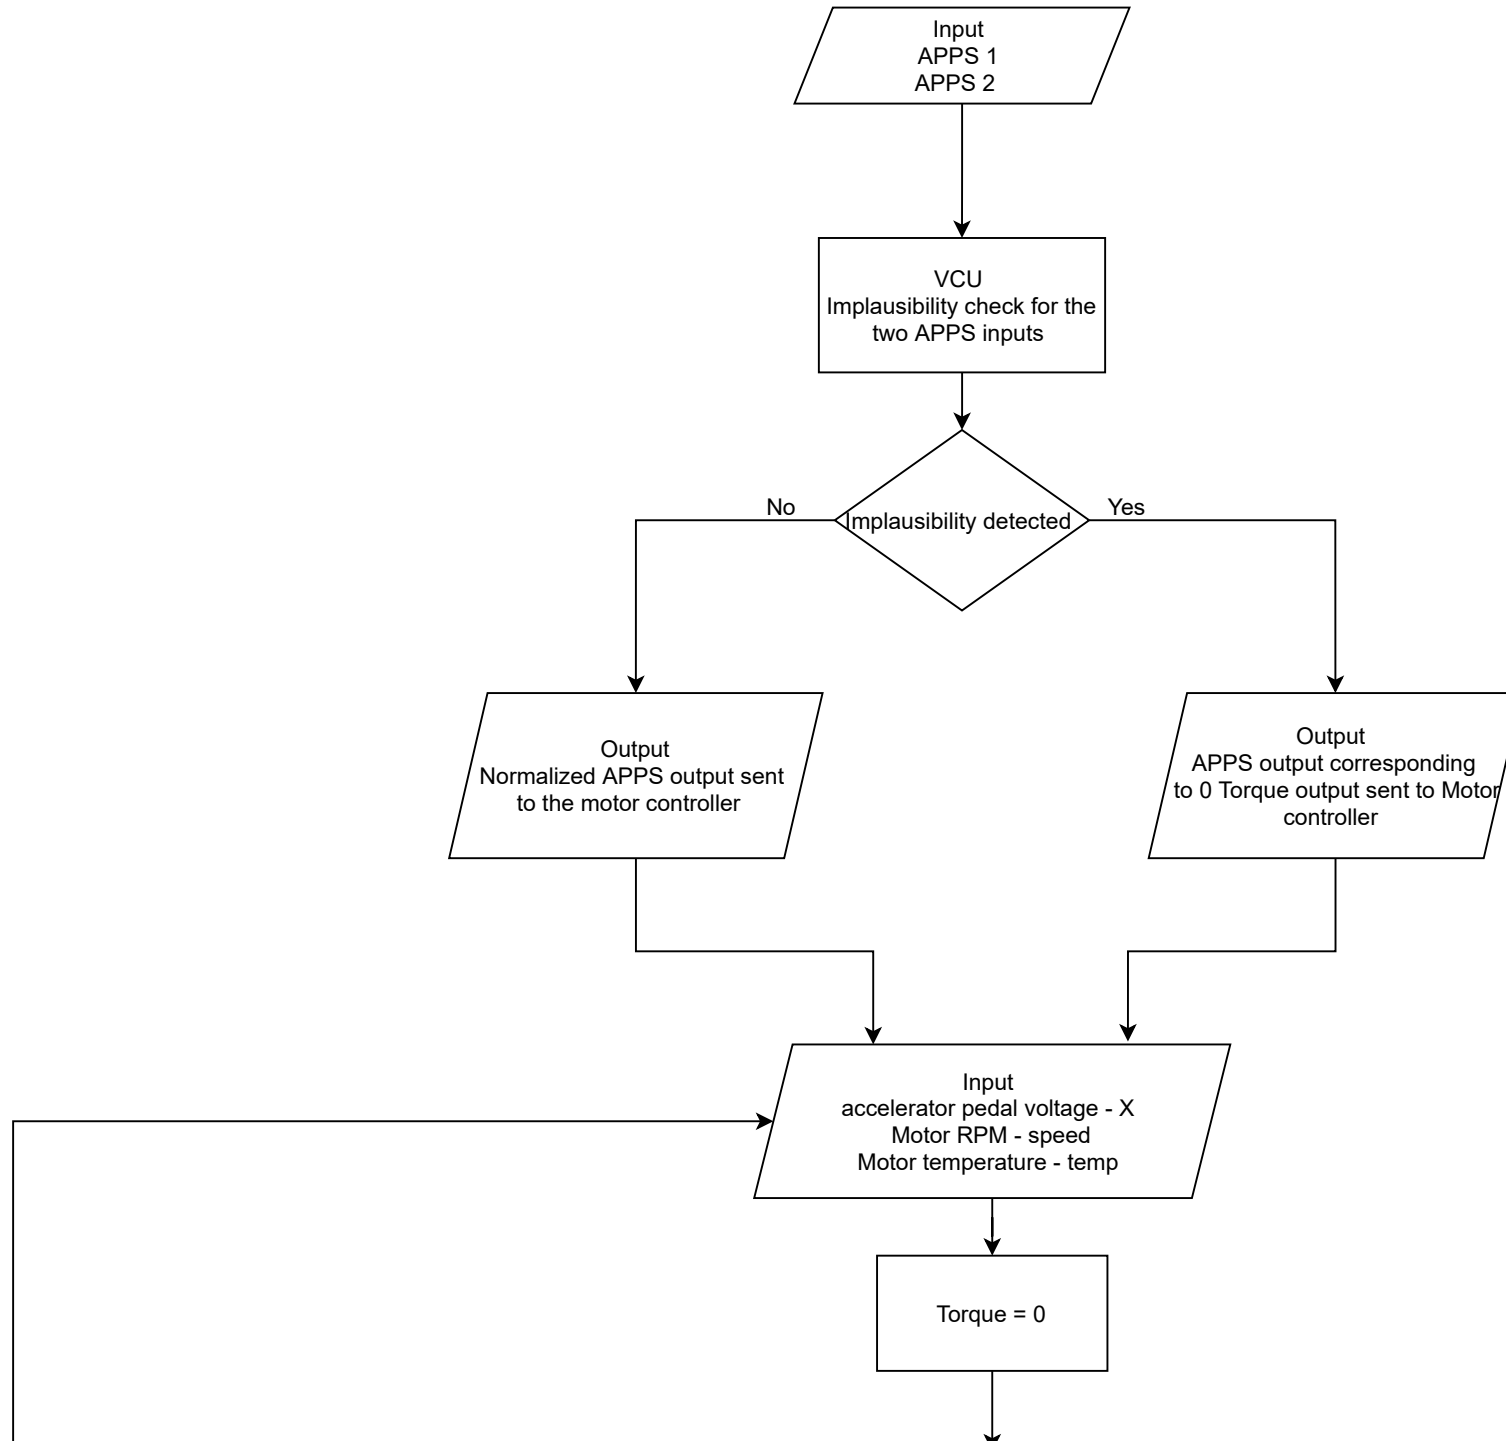 Input
APPS 1
APPS 2
VCU
Implausibility check for the
two APPS inputs
No
Implausibility detected
Yes
Output
Normalized APPS output sent
to the motor controller
Output
APPS output corresponding
to 0 Torque output sent to Motor
controller
Input
accelerator pedal voltage - X
Motor RPM - speed
Motor temperature - temp
Torque = 0